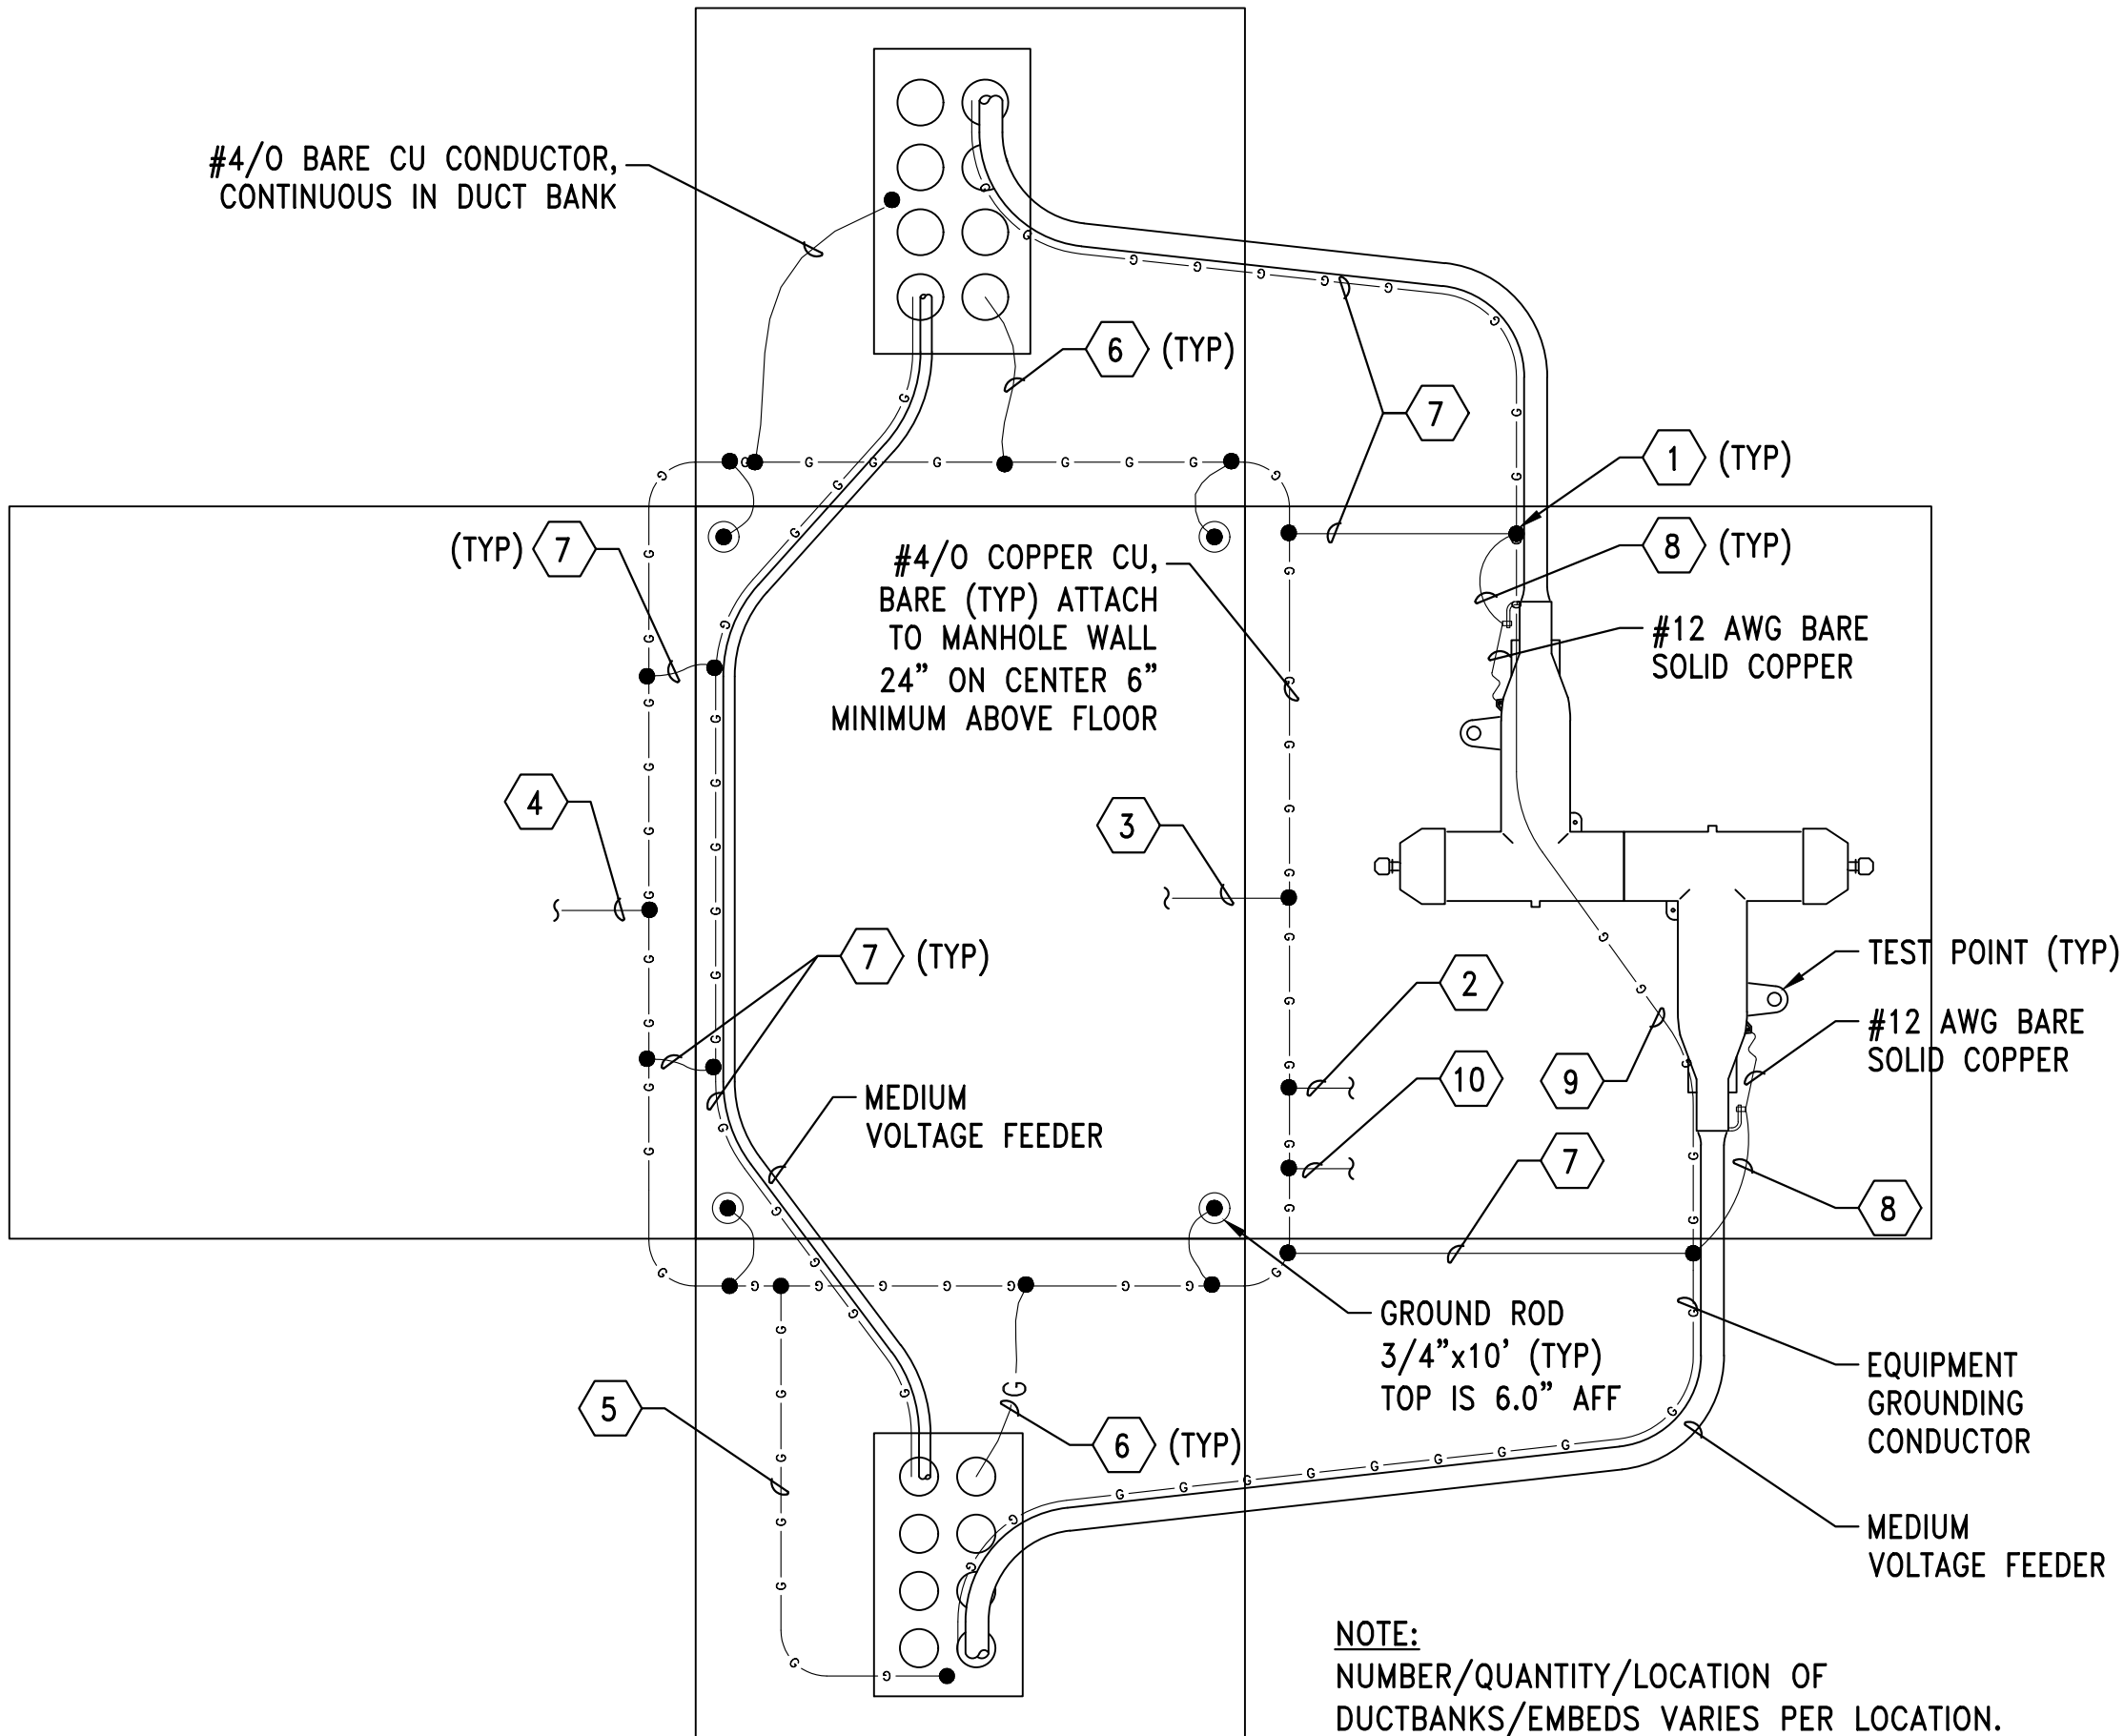 #4/0 BARE CU CONDUCTOR,
CONTINUOUS IN DUCT BANK
6 (TYP)
7
1 (TYP)
(TYP) 7
8 (TYP)
#4/0 COPPER CU,
BARE (TYP) ATTACH
TO MANHOLE WALL
24" ON CENTER 6"
MINIMUM ABOVE FLOOR
#12 AWG BARE
SOLID COPPER
4
3
7 (TYP)
2
TEST POINT (TYP)
#12 AWG BARE
SOLID COPPER
10
9
MEDIUM
VOLTAGE FEEDER
7
8
GROUND ROD
3/4"x10' (TYP)
TOP IS 6.0" AFF
EQUIPMENT
GROUNDING
CONDUCTOR
5
G
6 (TYP)
MEDIUM
VOLTAGE FEEDER
NOTE:
NUMBER/QUANTITY/LOCATION OF
DUCTBANKS/EMBEDS VARIES PER LOCATION.